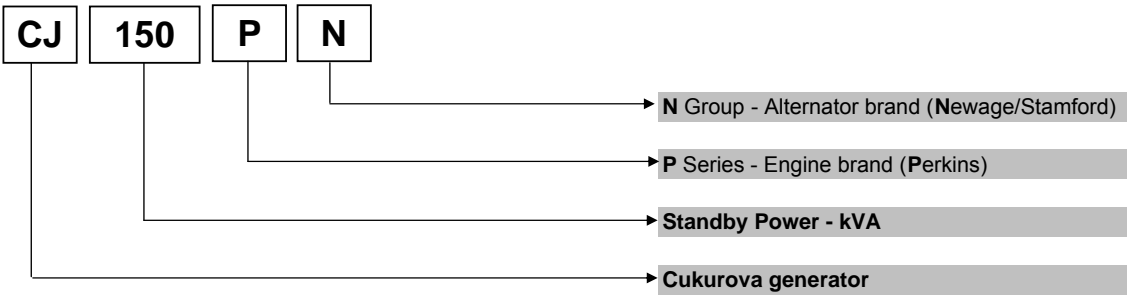 CJ 150 P N
N Group - Alternator brand (Newage/Stamford)
P Series - Engine brand (Perkins)
Standby Power - kVA
Cukurova generator